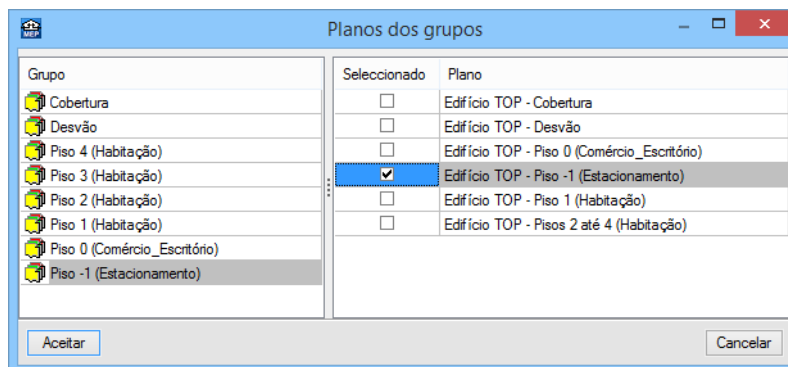 MEP
Planos dos grupos
Grupo
Cobertura
Desvão
Piso 4 (Habitação)
Piso 3 (Habitação)
Piso 2 (Habitação)
Piso 1 (Habitação)
Piso 0 (Comércio_Escritório)
Piso -1 (Estacionamento)
Seleccionado Plano
Edifício TOP - Cobertura
Edifício TOP - Desvão
Edifício TOP - Piso 0 (Comércio_Escritório)
Edifício TOP - Piso -1 (Estacionamento)
Edifício TOP - Piso 1 (Habitação)
Edifício TOP - Pisos 2 até 4 (Habitação)
Aceitar
Cancelar